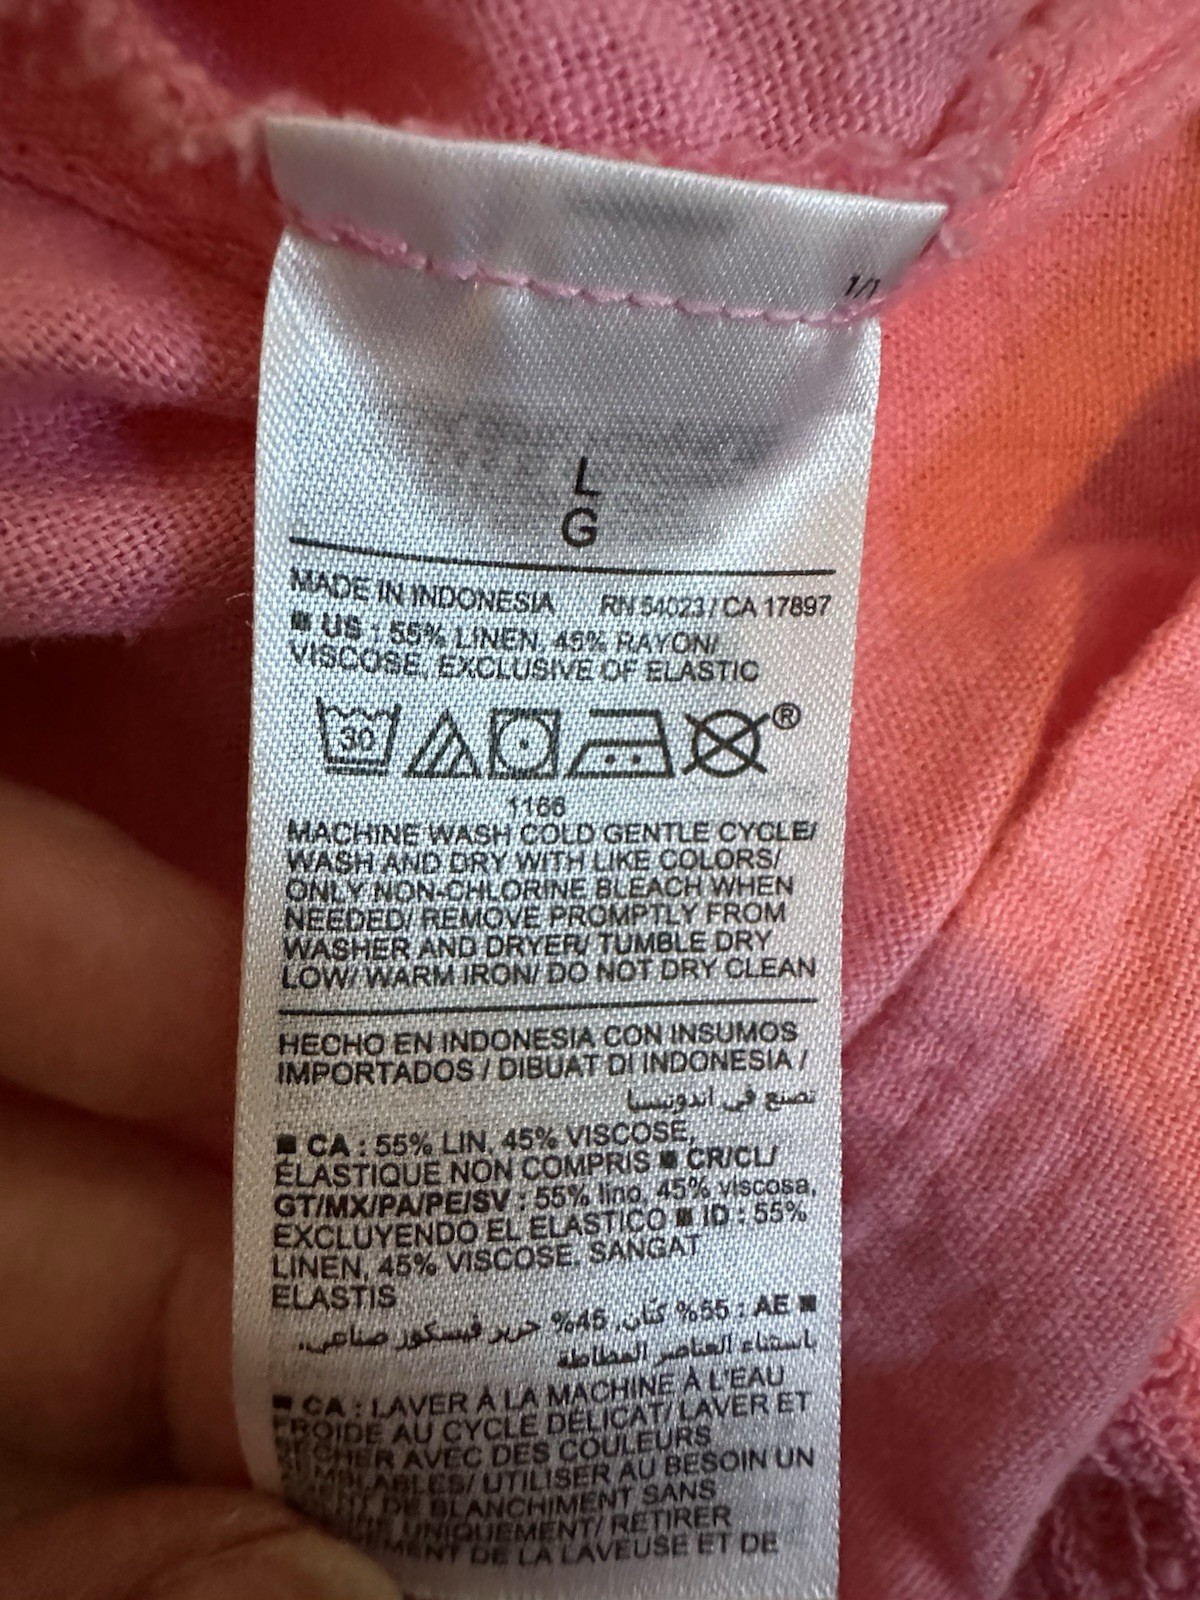 1/1
L
G
MADE IN INDONESIA RN 54023 / CA 17897
■ US : 55% LINEN, 45% RAYON/
VISCOSE, EXCLUSIVE OF ELASTIC
30 ®
1166
MACHINE WASH COLD GENTLE CYCLE/
WASH AND DRY WITH LIKE COLORS/
ONLY NON-CHLORINE BLEACH WHEN
NEEDED/ REMOVE PROMPTLY FROM
WASHER AND DRYER/ TUMBLE DRY
LOW/ WARM IRON/ DO NOT DRY CLEAN
HECHO EN INDONESIA CON INSUMOS
IMPORTADOS / DIBUAT DI INDONESIA /
تصنع في اندونيسيا
■ CA : 55% LIN, 45% VISCOSE,
ÉLASTIQUE NON COMPRIS ■ CR/CL/
GT/MX/PA/PE/SV : 55% lino, 45% viscosa,
EXCLUYENDO EL ELASTICO ■ ID : 55%
LINEN, 45% VISCOSE. SANGAT
ELASTIS
■ AE : 55% كتان, 45% حرير فيسكوز صناعي,
باستثناء العناصر المطاطة
■ CA : LAVER À LA MACHINE À L'EAU
FROIDE AU CYCLE DÉLICAT/ LAVER ET
SÉCHER AVEC DES COULEURS
SEMBLABLES/ UTILISER AU BESOIN UN
DE BLANCHIMENT SANS
UNIQUEMENT/ RETIRER
DE LA LAVEUSE ET DE